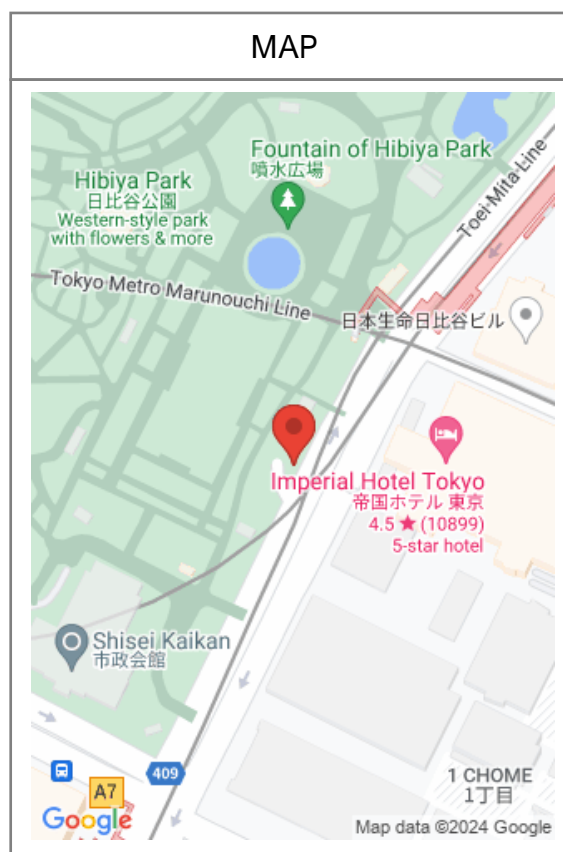 MAP
Fountain of Hibiya Park
噴水広場
Hibiya Park
日比谷公園
Western-style park
with flowers & more
Toei-Mita-Line
Tokyo Metro Marunouchi Line
日本生命日比谷ビル
Imperial Hotel Tokyo
帝国ホテル 東京
4.5 ★ (10899)
5-star hotel
Shisei Kaikan
市政会館
409
A7
1 CHOME
1丁目
Google
Map data ©2024 Google